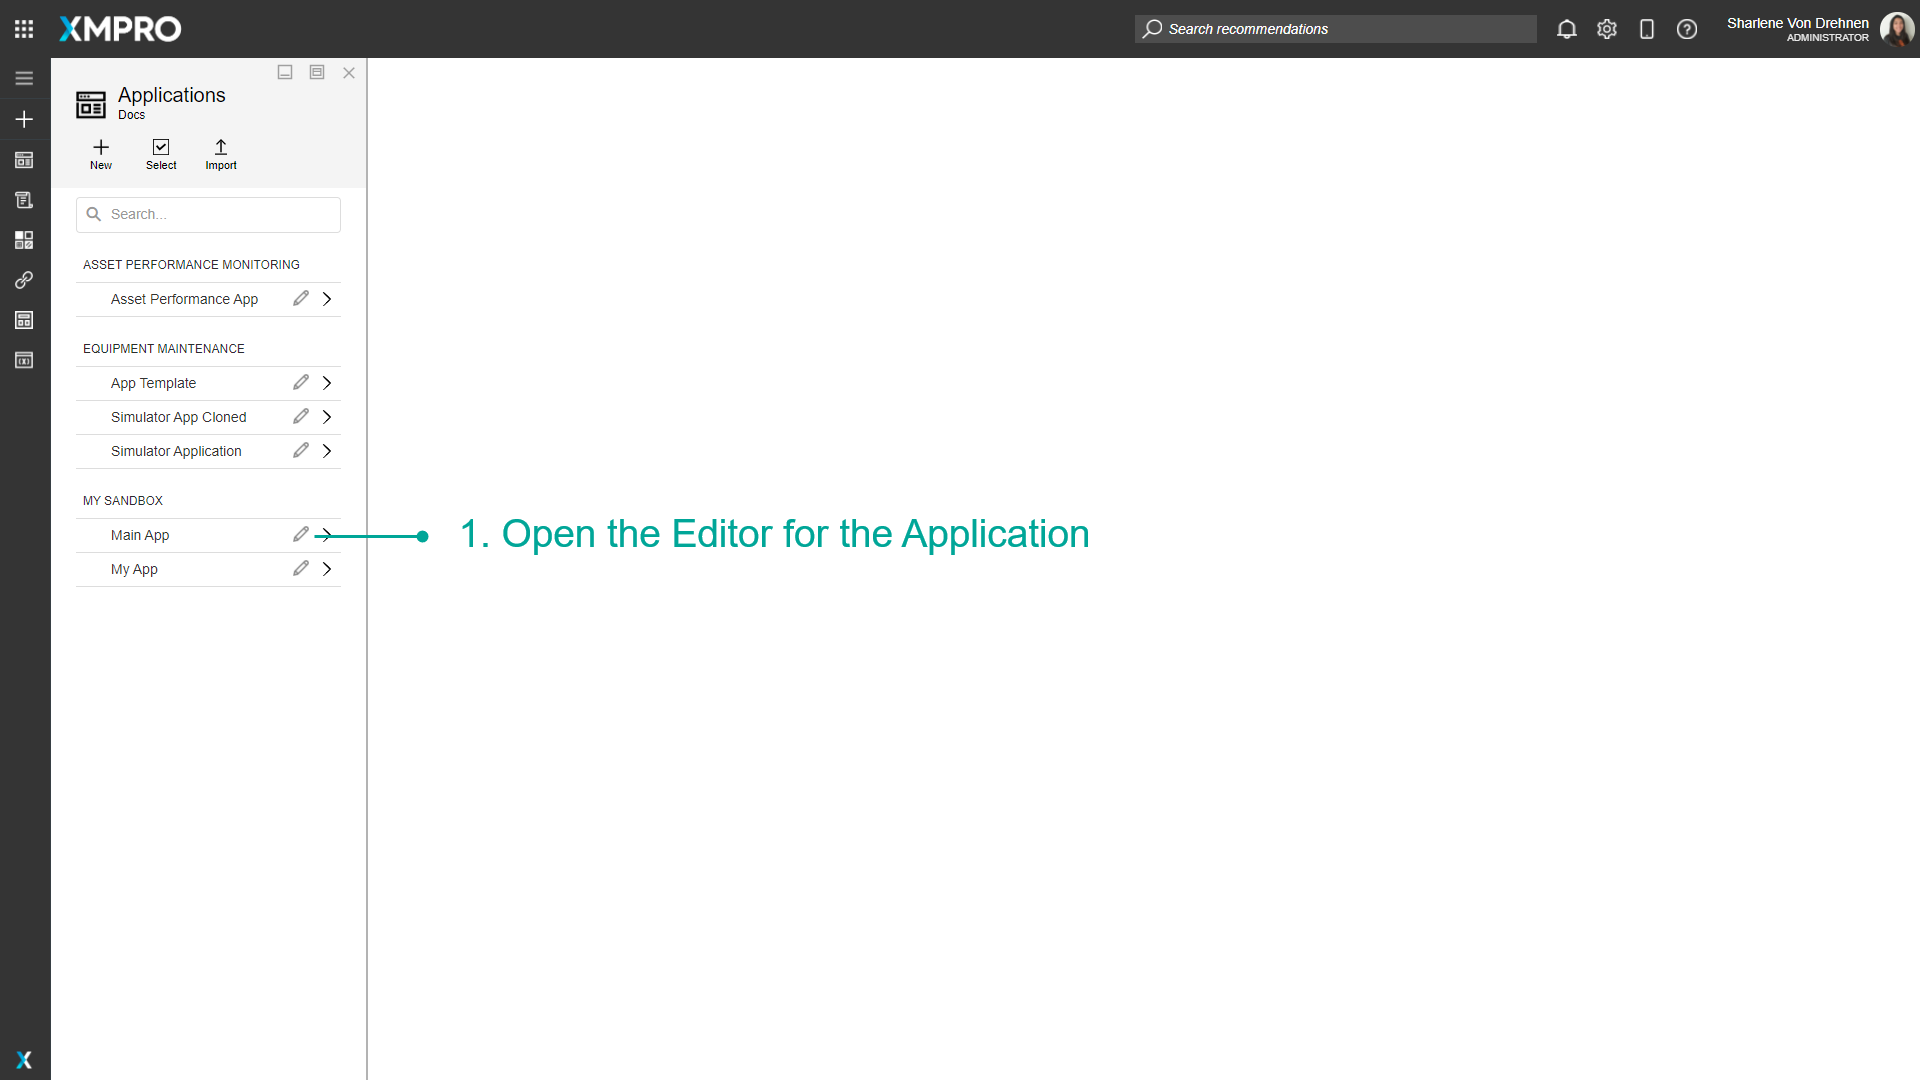 XMPRO
Search recommendations
Sharlene Von Drehnen
ADMINISTRATOR
Applications
Docs
New Select Import
Search...
ASSET PERFORMANCE MONITORING
Asset Performance App
EQUIPMENT MAINTENANCE
App Template
Simulator App Cloned
Simulator Application
MY SANDBOX
Main App
1. Open the Editor for the Application
My App